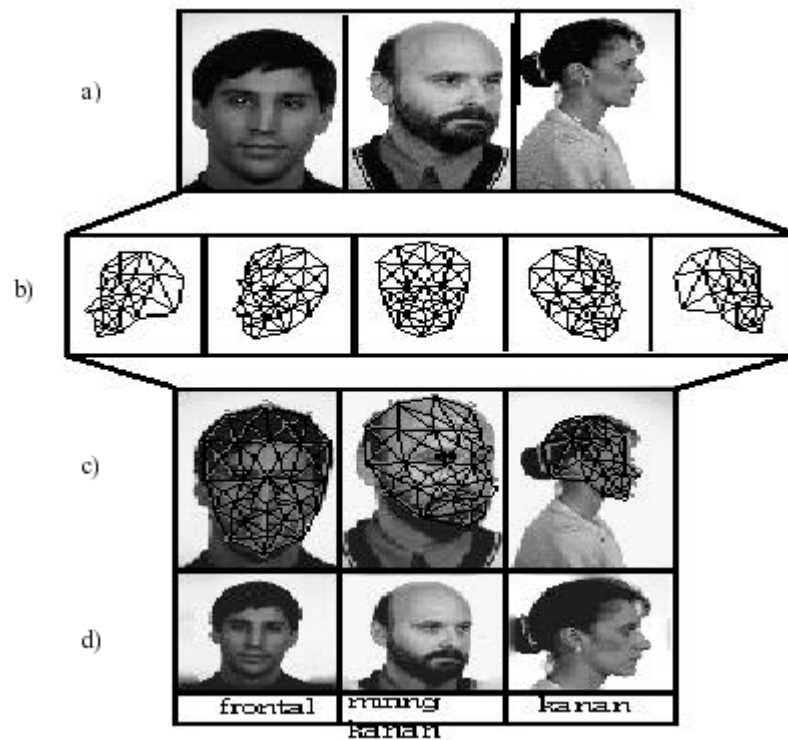 a)
b)
c)
d)
frontal
miring
kanan
kanan